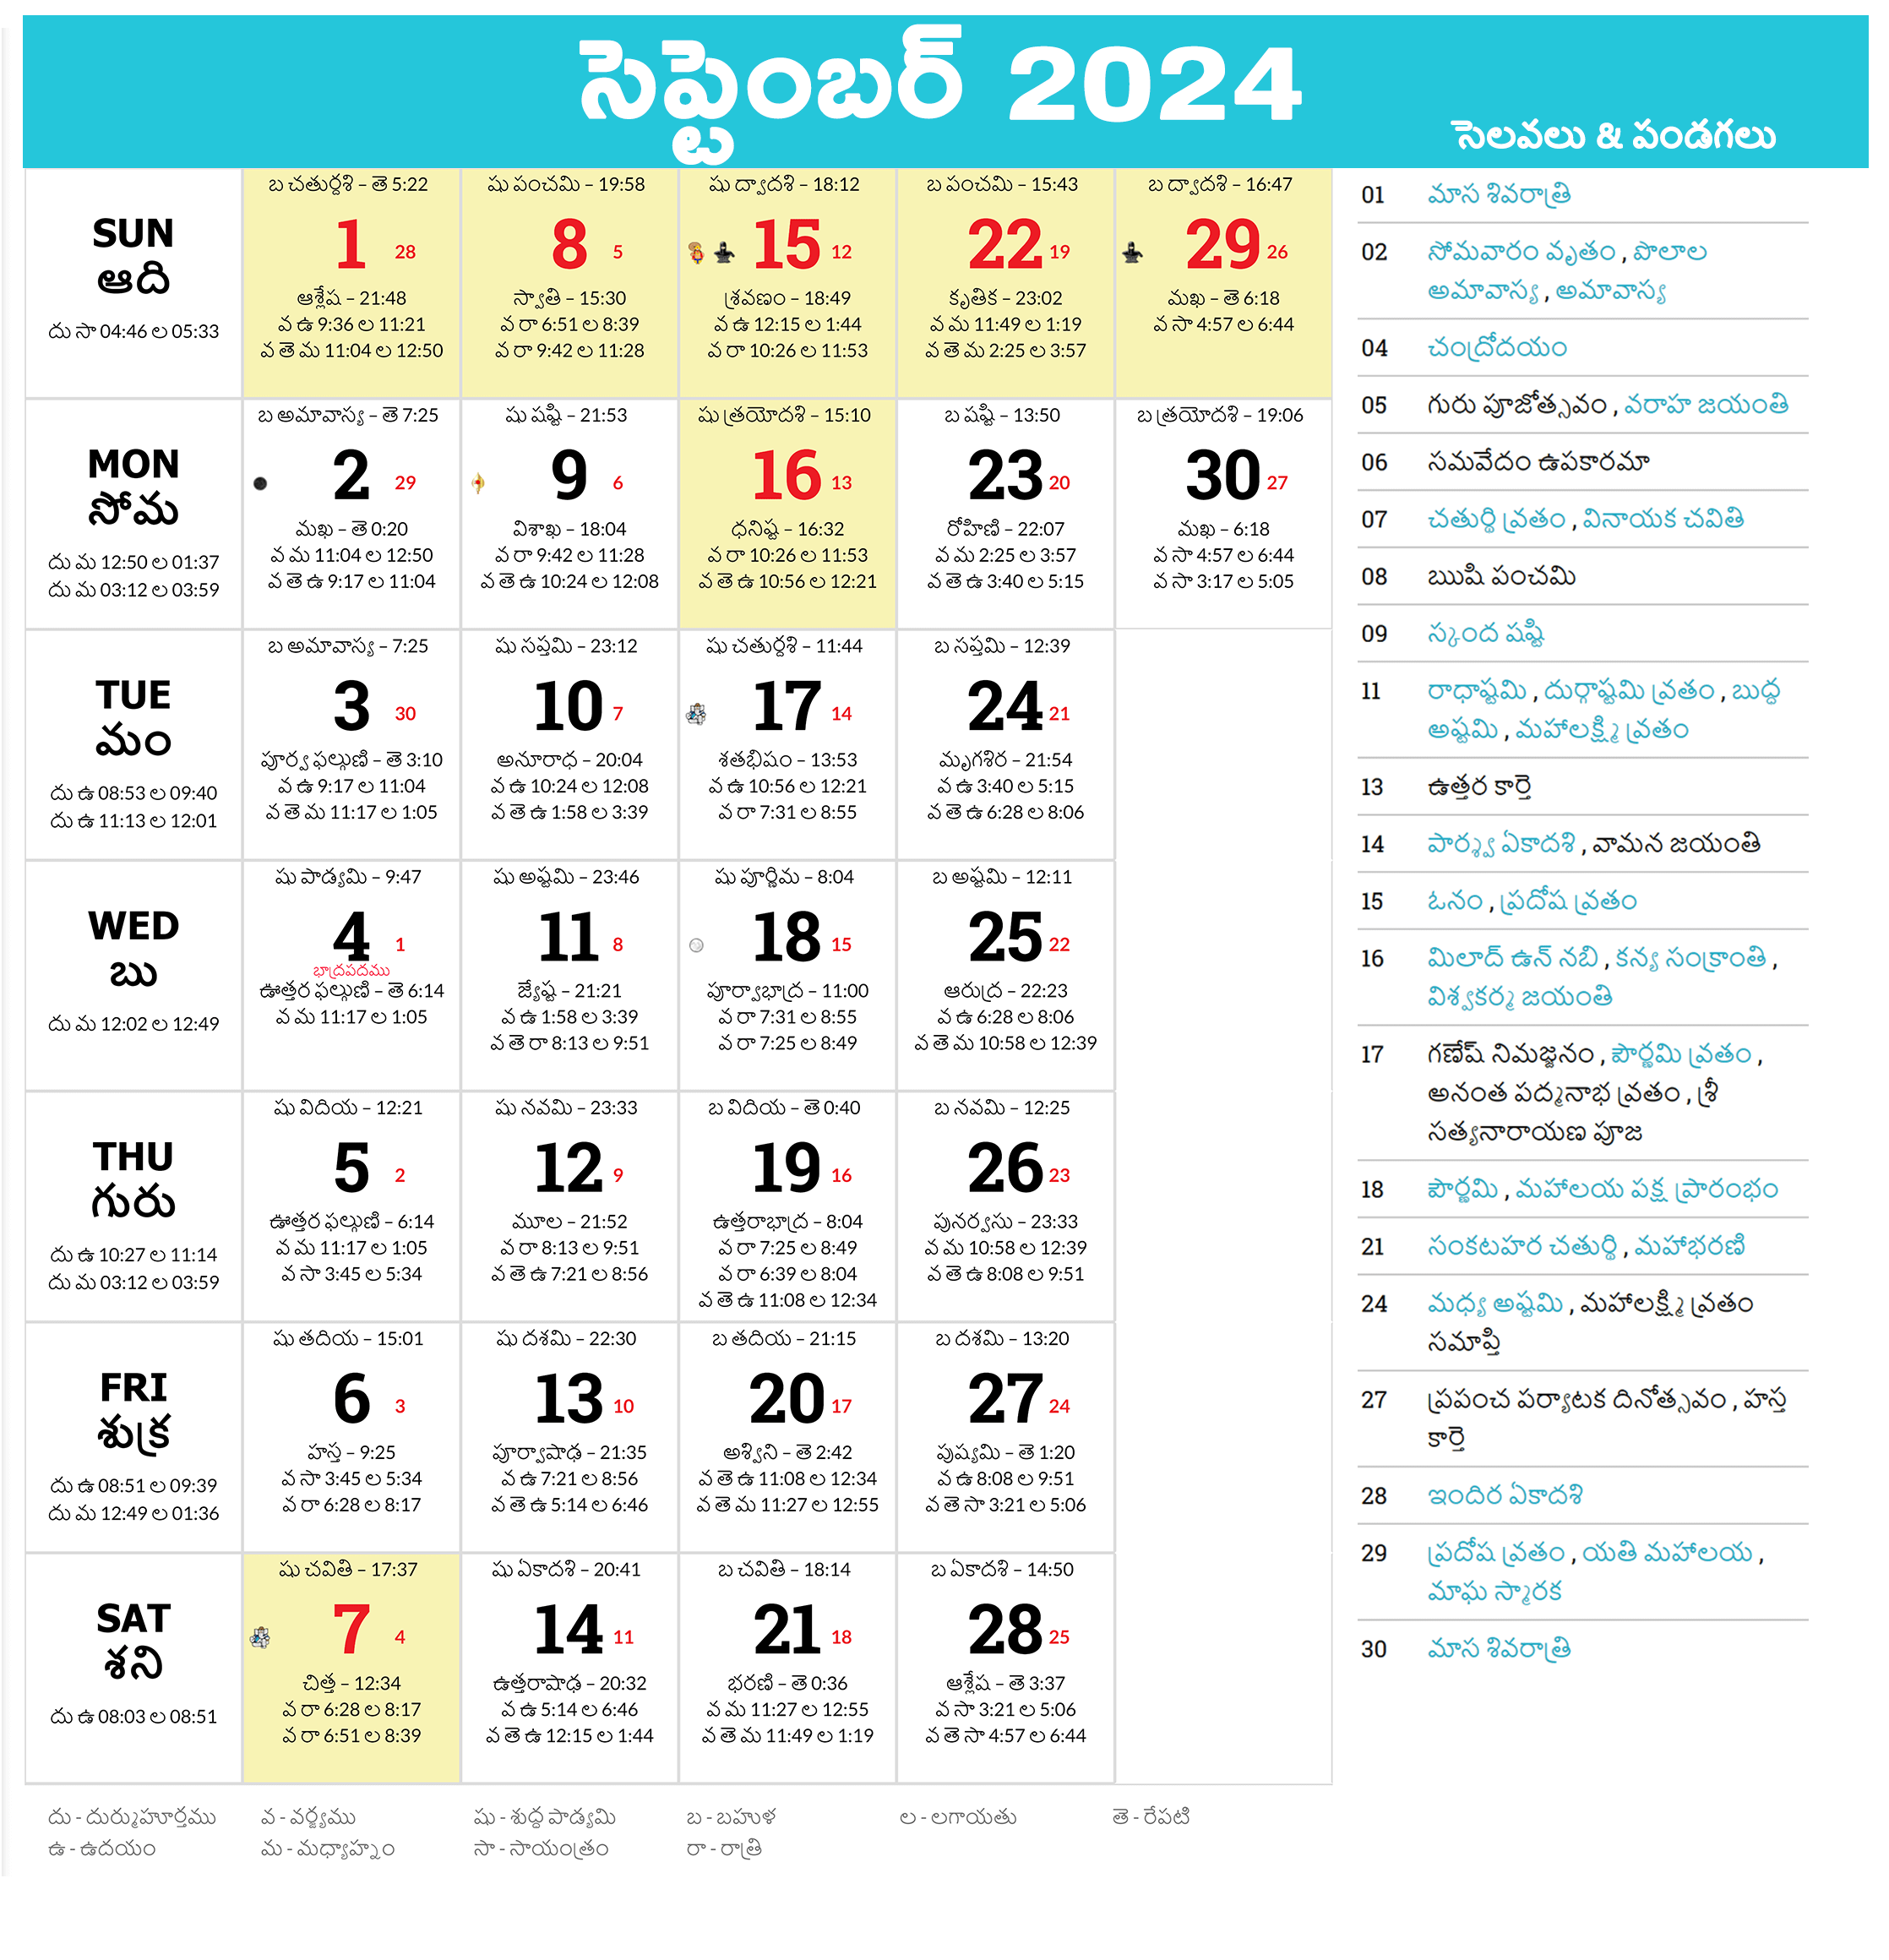 సెప్టెంబర్ 2024
సెలవలు & పండగలు
SUN
ఆది
దు సా 04:46 ల 05:33
బ చతుర్దశి – తె 5:22
1 28
ఆశ్లేష – 21:48
వ ఉ 9:36 ల 11:21
వ తె మ 11:04 ల 12:50
షు పంచమి – 19:58
8 5
స్వాతి – 15:30
వ రా 6:51 ల 8:39
వ రా 9:42 ల 11:28
షు ద్వాదశి – 18:12
15 12
శ్రవణం – 18:49
వ ఉ 12:15 ల 1:44
వ రా 10:26 ల 11:53
బ పంచమి – 15:43
22 19
కృతిక – 23:02
వ మ 11:49 ల 1:19
వ తె మ 2:25 ల 3:57
బ ద్వాదశి – 16:47
29 26
మఖ – తె 6:18
వ సా 4:57 ల 6:44
MON
సోమ
దు మ 12:50 ల 01:37
దు మ 03:12 ల 03:59
బ అమావాస్య – తె 7:25
2 29
మఖ – తె 0:20
వ మ 11:04 ల 12:50
వ తె ఉ 9:17 ల 11:04
షు షష్టి – 21:53
9 6
విశాఖ – 18:04
వ రా 9:42 ల 11:28
వ తె ఉ 10:24 ల 12:08
షు త్రయోదశి – 15:10
16 13
ధనిష్ట – 16:32
వ రా 10:26 ల 11:53
వ తె ఉ 10:56 ల 12:21
బ షష్టి – 13:50
23 20
రోహిణి – 22:07
వ మ 2:25 ల 3:57
వ తె ఉ 3:40 ల 5:15
బ త్రయోదశి – 19:06
30 27
మఖ – 6:18
వ సా 4:57 ల 6:44
వ సా 3:17 ల 5:05
TUE
మం
దు ఉ 08:53 ల 09:40
దు ఉ 11:13 ల 12:01
బ అమావాస్య – 7:25
3 30
పూర్వ ఫల్గుణి – తె 3:10
వ ఉ 9:17 ల 11:04
వ తె మ 11:17 ల 1:05
షు సప్తమి – 23:12
10 7
అనూరాధ – 20:04
వ ఉ 10:24 ల 12:08
వ తె ఉ 1:58 ల 3:39
షు చతుర్దశి – 11:44
17 14
శతభిషం – 13:53
వ ఉ 10:56 ల 12:21
వ రా 7:31 ల 8:55
బ సప్తమి – 12:39
24 21
మృగశిర – 21:54
వ ఉ 3:40 ల 5:15
వ తె ఉ 6:28 ల 8:06
WED
బు
దు మ 12:02 ల 12:49
షు పాడ్యమి – 9:47
4 1
భాద్రపదము
ఊత్తర ఫల్గుణి – తె 6:14
వ మ 11:17 ల 1:05
షు అష్టమి – 23:46
11 8
జ్యేష్ట – 21:21
వ ఉ 1:58 ల 3:39
వ తె రా 8:13 ల 9:51
షు పూర్ణిమ – 8:04
18 15
పూర్వాభాద్ర – 11:00
వ రా 7:31 ల 8:55
వ రా 7:25 ల 8:49
బ అష్టమి – 12:11
25 22
ఆరుద్ర – 22:23
వ ఉ 6:28 ల 8:06
వ తె మ 10:58 ల 12:39
THU
గురు
దు ఉ 10:27 ల 11:14
దు మ 03:12 ల 03:59
షు విదియ – 12:21
5 2
ఊత్తర ఫల్గుణి – 6:14
వ మ 11:17 ల 1:05
వ సా 3:45 ల 5:34
షు నవమి – 23:33
12 9
మూల – 21:52
వ రా 8:13 ల 9:51
వ తె ఉ 7:21 ల 8:56
బ విదియ – తె 0:40
19 16
ఉత్తరాభాద్ర – 8:04
వ రా 7:25 ల 8:49
వ రా 6:39 ల 8:04
వ తె ఉ 11:08 ల 12:34
బ నవమి – 12:25
26 23
పునర్వసు – 23:33
వ మ 10:58 ల 12:39
వ తె ఉ 8:08 ల 9:51
FRI
శుక్ర
దు ఉ 08:51 ల 09:39
దు మ 12:49 ల 01:36
షు తదియ – 15:01
6 3
హస్త – 9:25
వ సా 3:45 ల 5:34
వ రా 6:28 ల 8:17
షు దశమి – 22:30
13 10
పూర్వాషాఢ – 21:35
వ ఉ 7:21 ల 8:56
వ తె ఉ 5:14 ల 6:46
బ తదియ – 21:15
20 17
అశ్విని – తె 2:42
వ తె ఉ 11:08 ల 12:34
వ తె మ 11:27 ల 12:55
బ దశమి – 13:20
27 24
పుష్యమి – తె 1:20
వ ఉ 8:08 ల 9:51
వ తె సా 3:21 ల 5:06
SAT
శని
దు ఉ 08:03 ల 08:51
షు చవితి – 17:37
7 4
చిత్త – 12:34
వ రా 6:28 ల 8:17
వ రా 6:51 ల 8:39
షు ఏకాదశి – 20:41
14 11
ఉత్తరాషాఢ – 20:32
వ ఉ 5:14 ల 6:46
వ తె ఉ 12:15 ల 1:44
బ చవితి – 18:14
21 18
భరణి – తె 0:36
వ మ 11:27 ల 12:55
వ తె మ 11:49 ల 1:19
బ ఏకాదశి – 14:50
28 25
ఆశ్లేష – తె 3:37
వ సా 3:21 ల 5:06
వ తె సా 4:57 ల 6:44
01 మాస శివరాత్రి
02 సోమవారం వృతం , పొలాల
అమావాస్య , అమావాస్య
04 చంద్రోదయం
05 గురు పూజోత్సవం , వరాహ జయంతి
06 సమవేదం ఉపకారమా
07 చతుర్థి వ్రతం , వినాయక చవితి
08 ఋషి పంచమి
09 స్కంద షష్టి
11 రాధాష్టమి , దుర్గాష్టమి వ్రతం , బుద్ధ
అష్టమి , మహాలక్ష్మి వ్రతం
13 ఉత్తర కార్తె
14 పార్శ్వ ఏకాదశి , వామన జయంతి
15 ఓనం , ప్రదోష వ్రతం
16 మిలాద్ ఉన్ నబి , కన్య సంక్రాంతి ,
విశ్వకర్మ జయంతి
17 గణేష్ నిమజ్జనం , పౌర్ణమి వ్రతం ,
అనంత పద్మనాభ వ్రతం , శ్రీ
సత్యనారాయణ పూజ
18 పౌర్ణమి , మహాలయ పక్ష ప్రారంభం
21 సంకటహర చతుర్థి , మహాభరణి
24 మధ్య అష్టమి , మహాలక్ష్మి వ్రతం
సమాప్తి
27 ప్రపంచ పర్యాటక దినోత్సవం , హస్త
కార్తె
28 ఇందిర ఏకాదశి
29 ప్రదోష వ్రతం , యతి మహాలయ ,
మాఘ స్మారక
30 మాస శివరాత్రి
దు - దుర్ముహూర్తము వ - వర్జ్యము షు - శుద్ధ పాడ్యమి బ - బహుళ ల - లగాయతు తె - రేపటి
ఉ - ఉదయం మ - మధ్యాహ్నం సా - సాయంత్రం రా - రాత్రి